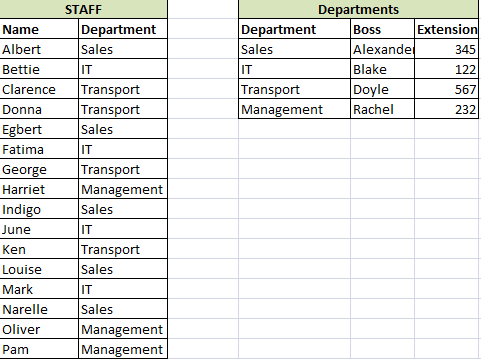 STAFF Departments
Name Department Department Boss Extension
Albert Sales Sales Alexander 345
Bettie IT IT Blake 122
Clarence Transport Transport Doyle 567
Donna Transport Management Rachel 232
Egbert Sales
Fatima IT
George Transport
Harriet Management
Indigo Sales
June IT
Ken Transport
Louise Sales
Mark IT
Narelle Sales
Oliver Management
Pam Management